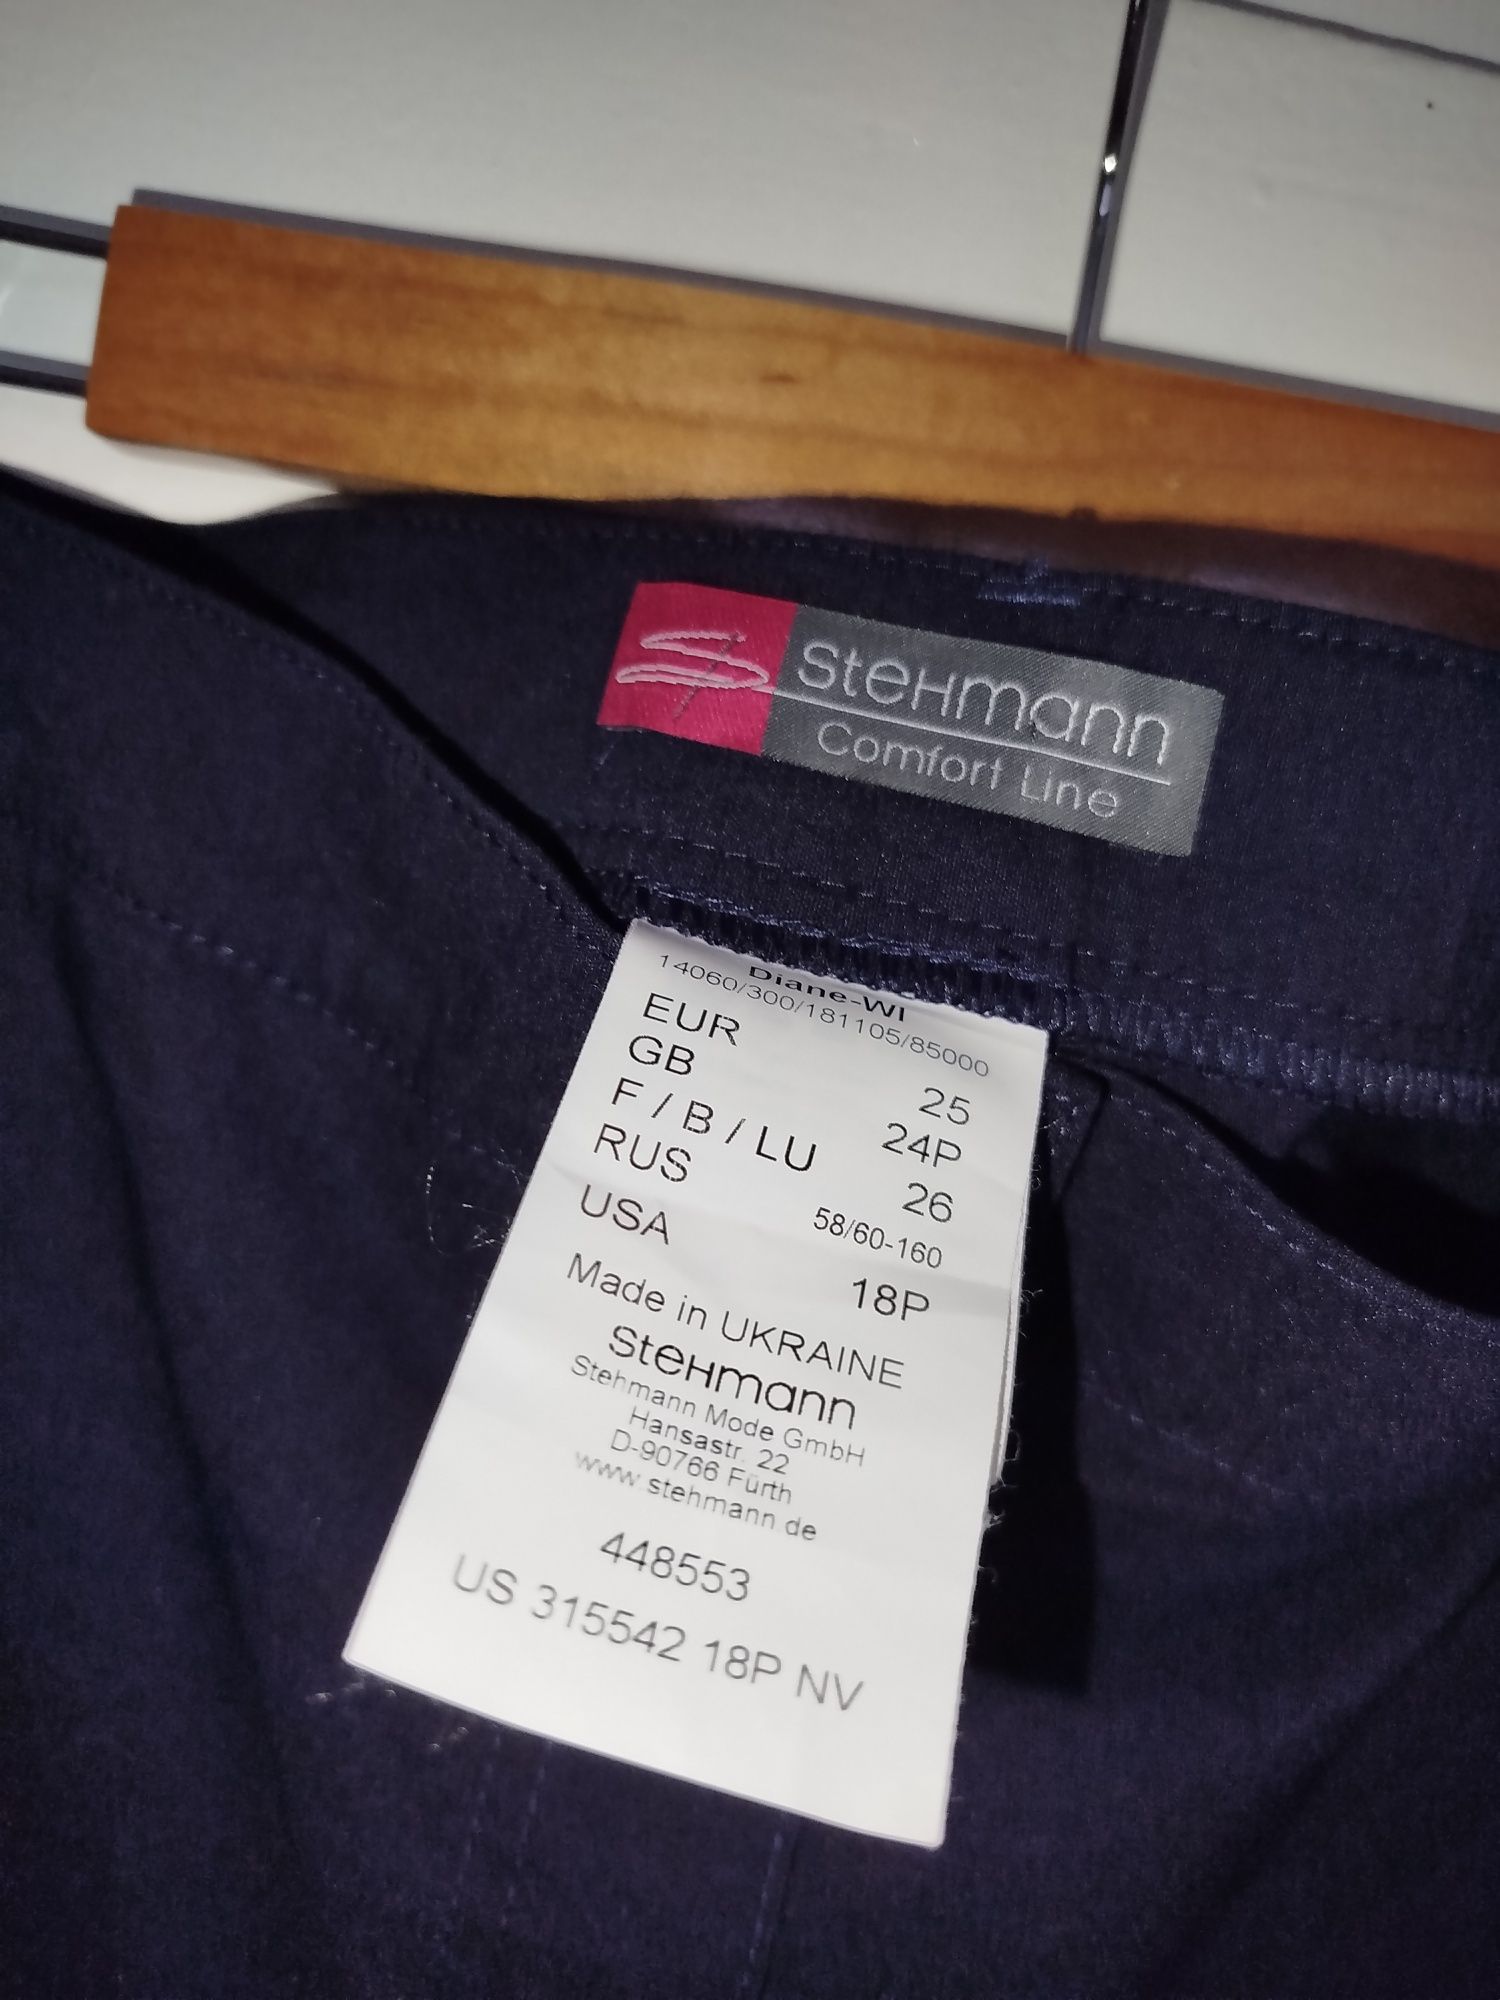 Stehmann
Comfort Line
Diane-WI
14060/300/181105/85000
EUR 25
GB 24P
F / B / LU 26
RUS 58/60-160
USA 18P
Made in UKRAINE
Stehmann
Stehmann Mode GmbH
Hansastr. 22
D-90766 Fürth
www.stehmann.de
448553
US 315542 18P NV